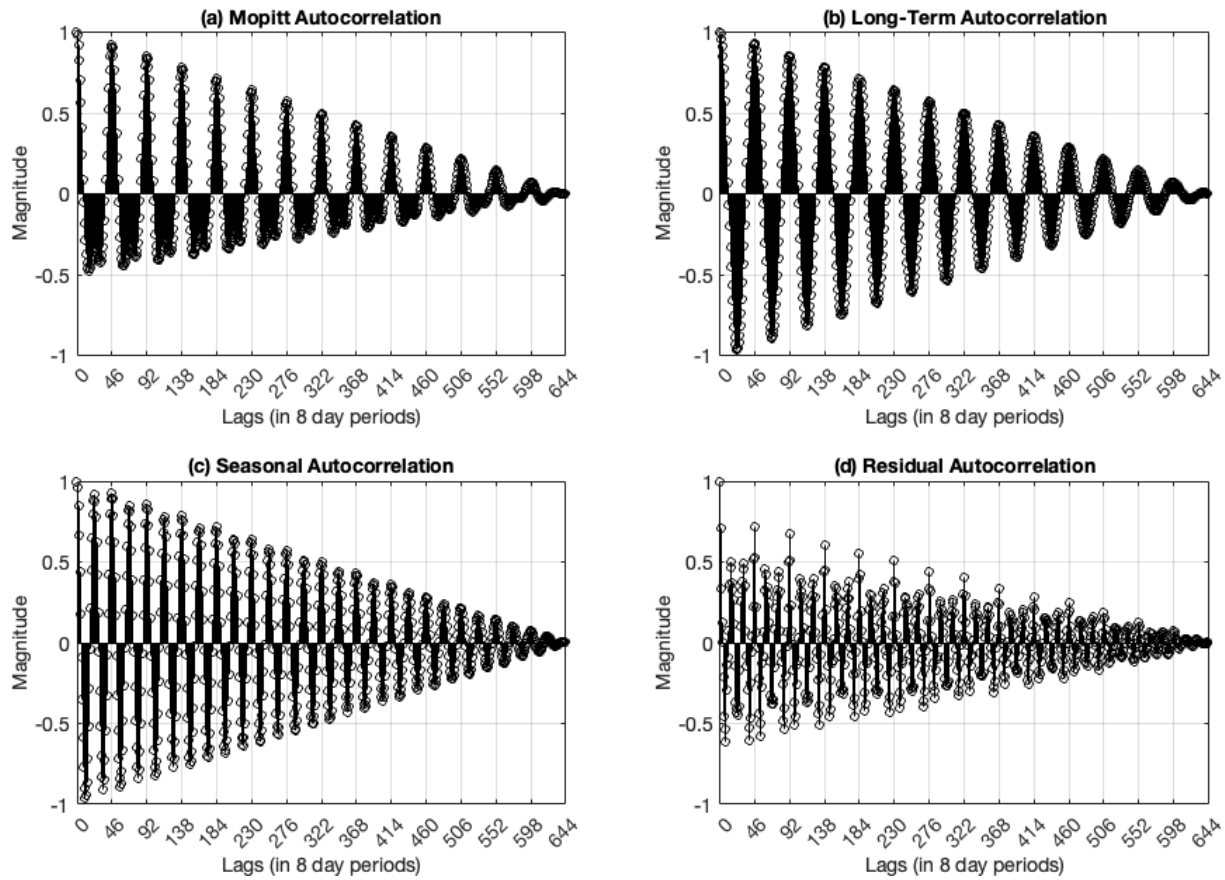 (a) Mopitt Autocorrelation
1
0.5
0
-0.5
-1
Magnitude
0 46 92 138 184 230 276 322 368 414 460 506 552 598 644
Lags (in 8 day periods)
(b) Long-Term Autocorrelation
1
0.5
0
-0.5
-1
Magnitude
0 46 92 138 184 230 276 322 368 414 460 506 552 598 644
Lags (in 8 day periods)
(c) Seasonal Autocorrelation
1
0.5
0
-0.5
-1
Magnitude
0 46 92 138 184 230 276 322 368 414 460 506 552 598 644
Lags (in 8 day periods)
(d) Residual Autocorrelation
1
0.5
0
-0.5
-1
Magnitude
0 46 92 138 184 230 276 322 368 414 460 506 552 598 644
Lags (in 8 day periods)